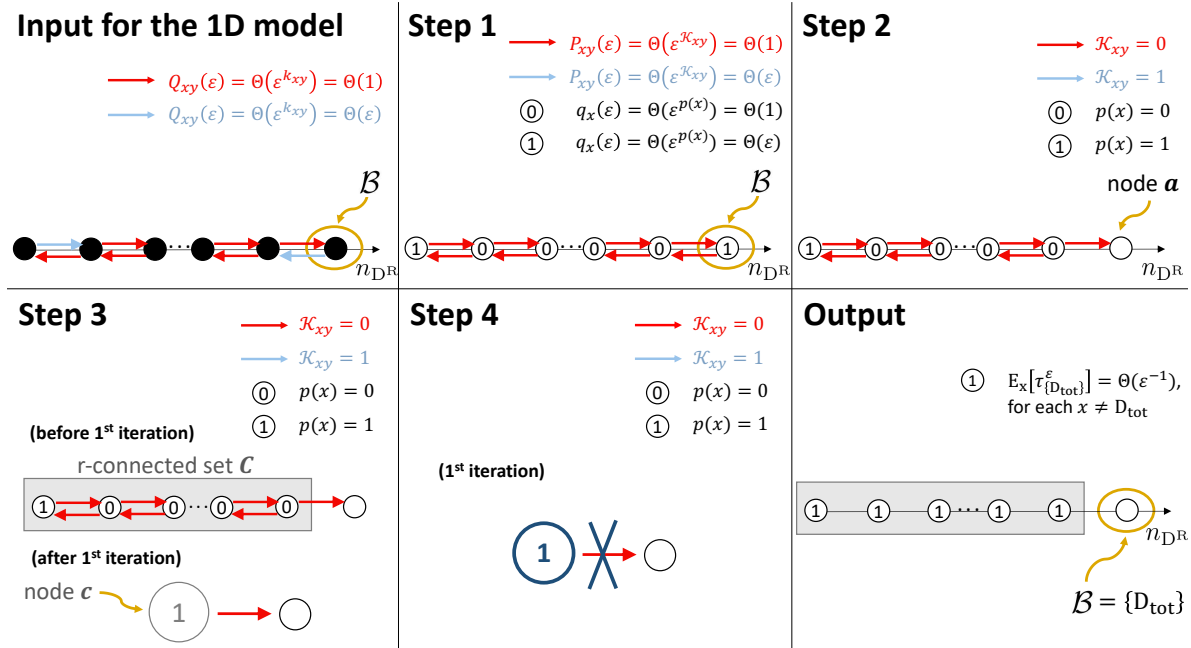 Input for the 1D model
Q_{xy}(ε) = Θ(ε^{k_{xy}}) = Θ(1)
Q_{xy}(ε) = Θ(ε^{k_{xy}}) = Θ(ε)
ℬ
⋯
n_{D^R}
Step 1
P_{xy}(ε) = Θ(ε^{𝒦_{xy}}) = Θ(1)
P_{xy}(ε) = Θ(ε^{𝒦_{xy}}) = Θ(ε)
0 q_x(ε) = Θ(ε^{p(x)}) = Θ(1)
1 q_x(ε) = Θ(ε^{p(x)}) = Θ(ε)
ℬ
1 0 0 ⋯ 0 0 1
n_{D^R}
Step 2
𝒦_{xy} = 0
𝒦_{xy} = 1
0 p(x) = 0
1 p(x) = 1
node a
1 0 0 ⋯ 0 0
n_{D^R}
Step 3
𝒦_{xy} = 0
𝒦_{xy} = 1
0 p(x) = 0
1 p(x) = 1
(before 1st iteration)
r-connected set C
1 0 0 ⋯ 0 0
(after 1st iteration)
node c
1
Step 4
𝒦_{xy} = 0
𝒦_{xy} = 1
0 p(x) = 0
1 p(x) = 1
(1st iteration)
1
Output
1 E_x[τ^ε_{{D_tot}}] = Θ(ε^{-1}),
for each x ≠ D_tot
1 1 1 ⋯ 1 1
n_{D^R}
ℬ = {D_tot}